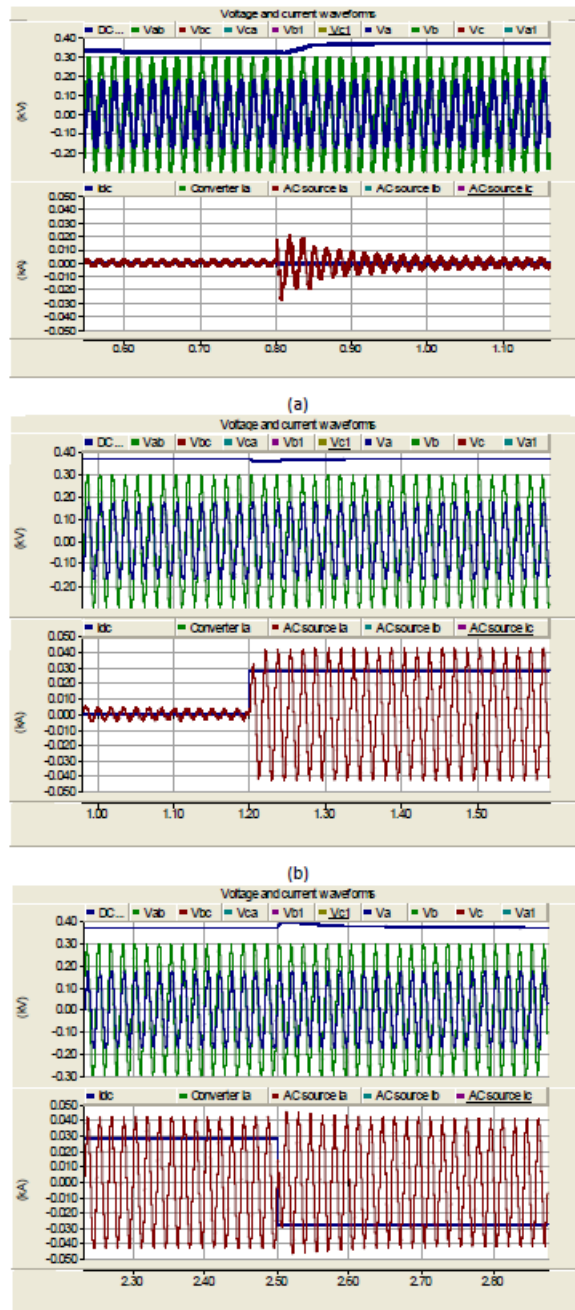 Voltage and current waveforms
DC... Vab Vbc Vca Vb1 Vc1 Va Vb Vc Va1
0.40
0.30
0.20
0.10
0.00
-0.10
-0.20
(kV)
Idc Converter Ia AC source Ia AC source Ib AC source Ic
0.050
0.040
0.030
0.020
0.010
0.000
-0.010
-0.020
-0.030
-0.040
-0.050
(kA)
0.60 0.70 0.80 0.90 1.00 1.10
(a)
Voltage and current waveforms
DC... Vab Vbc Vca Vb1 Vc1 Va Vb Vc Va1
0.40
0.30
0.20
0.10
0.00
-0.10
-0.20
(kV)
Idc Converter Ia AC source Ia AC source Ib AC source Ic
0.050
0.040
0.030
0.020
0.010
0.000
-0.010
-0.020
-0.030
-0.040
-0.050
(kA)
1.00 1.10 1.20 1.30 1.40 1.50
(b)
Voltage and current waveforms
DC... Vab Vbc Vca Vb1 Vc1 Va Vb Vc Va1
0.40
0.30
0.20
0.10
0.00
-0.10
-0.20
-0.30
(kV)
Idc Converter Ia AC source Ia AC source Ib AC source Ic
0.050
0.040
0.030
0.020
0.010
0.000
-0.010
-0.020
-0.030
-0.040
-0.050
(kA)
2.30 2.40 2.50 2.60 2.70 2.80